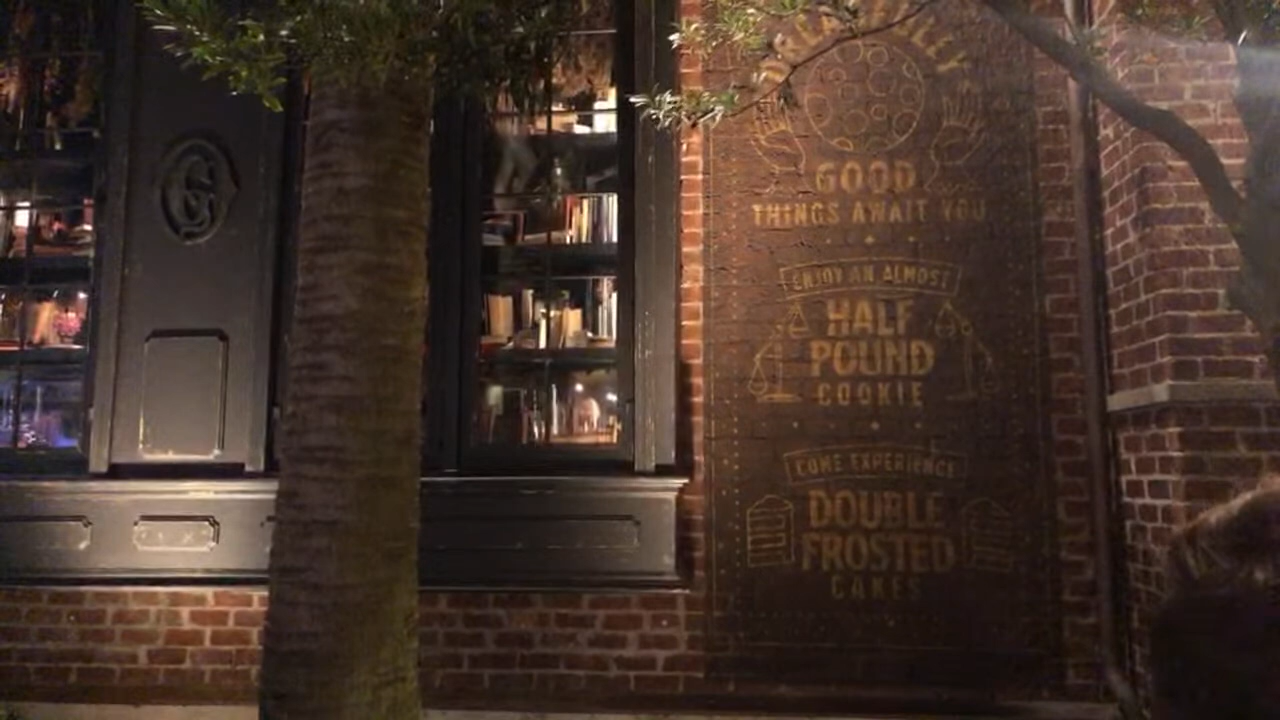 GOOD
THINGS AWAIT YOU
ENJOY AN ALMOST
HALF
POUND
COOKIE
COME EXPERIENCE
DOUBLE
FROSTED
CAKES